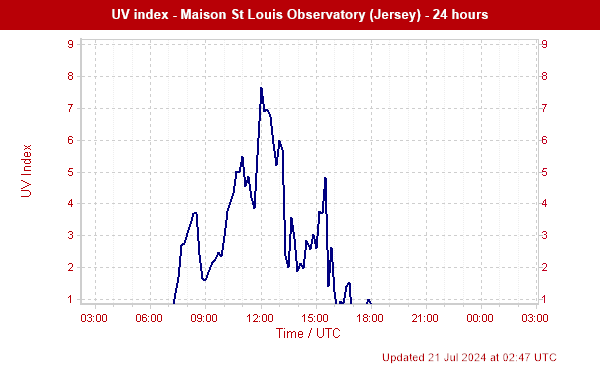 UV index - Maison St Louis Observatory (Jersey) - 24 hours
9 9
8 8
7 7
6 6
5 5
4 4
3 3
2 2
1 1
UV Index
03:00 06:00 09:00 12:00 15:00 18:00 21:00 00:00 03:00
Time / UTC
Updated 21 Jul 2024 at 02:47 UTC